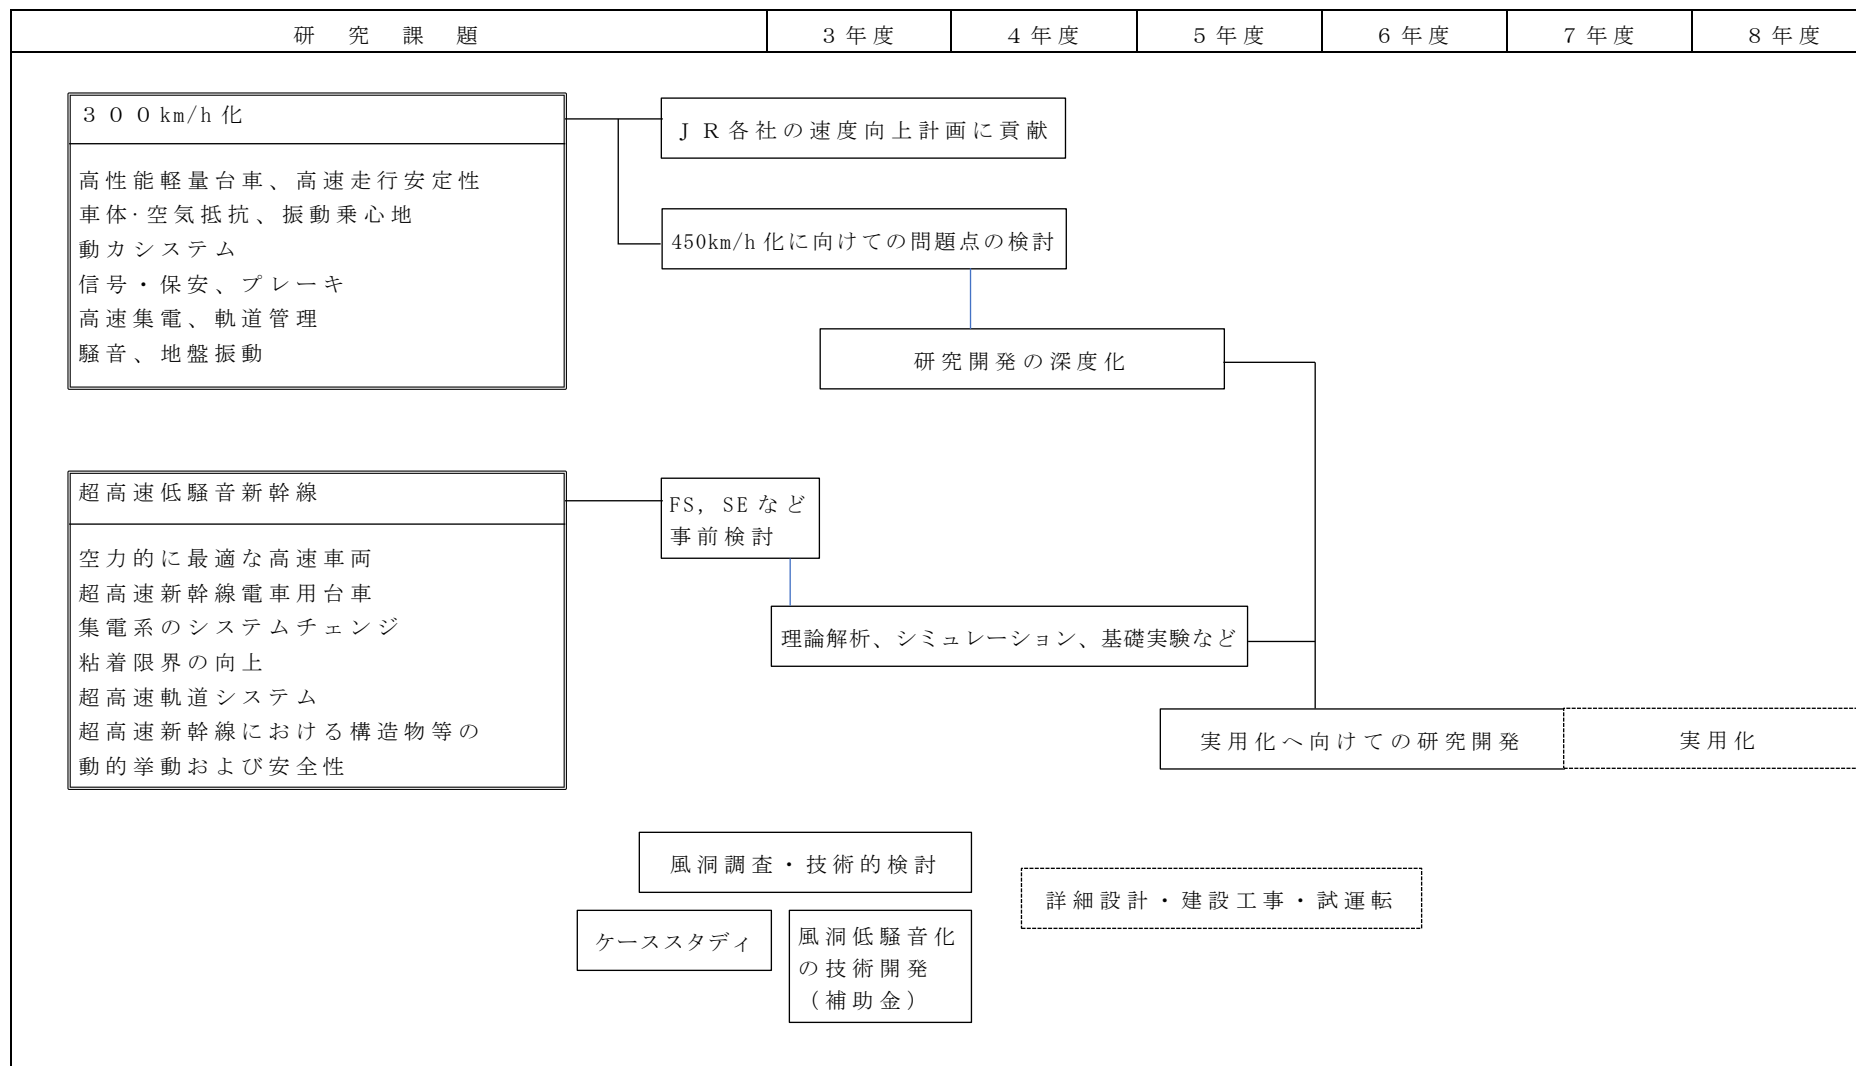 研究課題
３年度
４年度
５年度
６年度
７年度
８年度
３００km/h化
高性能軽量台車、高速走行安定性
車体·空気抵抗、振動乗心地
動カシステム
信号・保安、プレーキ
高速集電、軌道管理
騒音、地盤振動
ＪＲ各社の速度向上計画に貢献
450km/h化に向けての問題点の検討
研究開発の深度化
超高速低騒音新幹線
空力的に最適な高速車両
超高速新幹線電車用台車
集電系のシステムチェンジ
粘着限界の向上
超高速軌道システム
超高速新幹線における構造物等の
動的挙動および安全性
FS, SEなど
事前検討
理論解析、シミュレーション、基礎実験など
実用化へ向けての研究開発
実用化
風洞調査・技術的検討
詳細設計・建設工事・試運転
ケーススタディ
風洞低騒音化
の技術開発
（補助金）